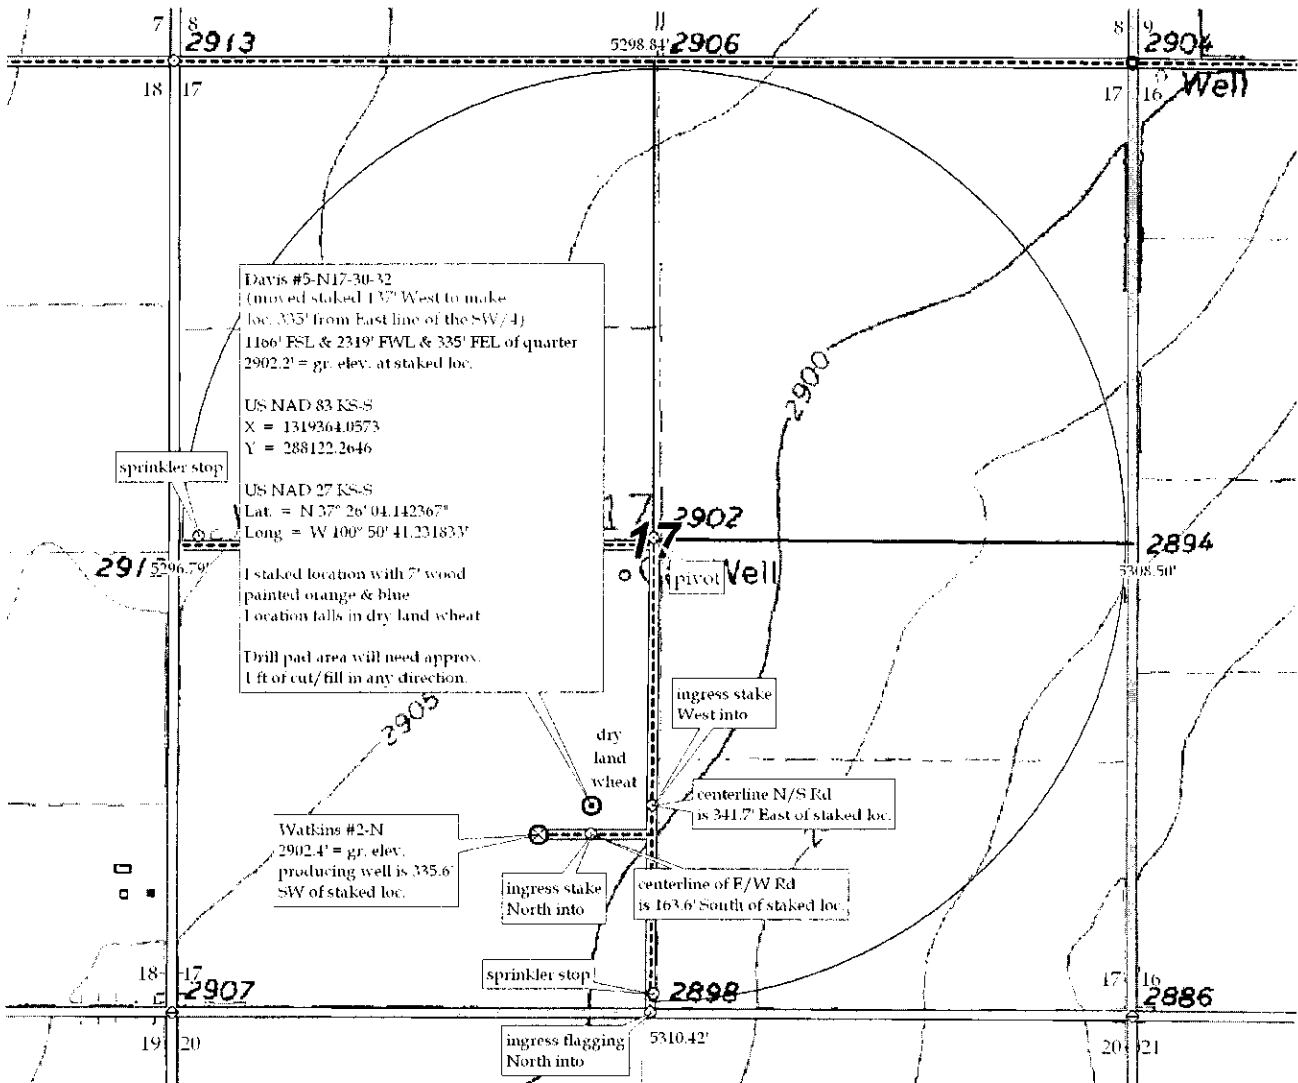 7 8
2913
5298.84' 2906
8 9
2904
18 17
17 16
Well
Davis #5-N17-30-32
(moved staked 137' West to make
loc. 335' from East line of the SW/4)
1166' FSL & 2319' FWL & 335' FEL of quarter
2902.2' = gr. elev. at staked loc.
US NAD 83 KS-S
X = 1319364.0573
Y = 288122.2646
US NAD 27 KS-S
Lat. = N 37° 26' 04.142367"
Long = W 100° 50' 41.231833"
I staked location with 7' wood
painted orange & blue
Location falls in dry land wheat
Drill pad area will need approx.
1 ft of cut/fill in any direction.
2900
sprinkler stop
17
17
2902
2894
291
5296.79'
5308.50'
pivot
Well
2905
ingress stake
West into
dry
land
wheat
centerline N/S Rd
is 341.7' East of staked loc.
Watkins #2-N
2902.4' = gr. elev.
producing well is 335.6'
SW of staked loc.
ingress stake
North into
centerline of E/W Rd
is 163.6' South of staked loc.
sprinkler stop
18 17
2907
2898
17 16
2886
19 20
ingress flagging
North into
5310.42'
20 21